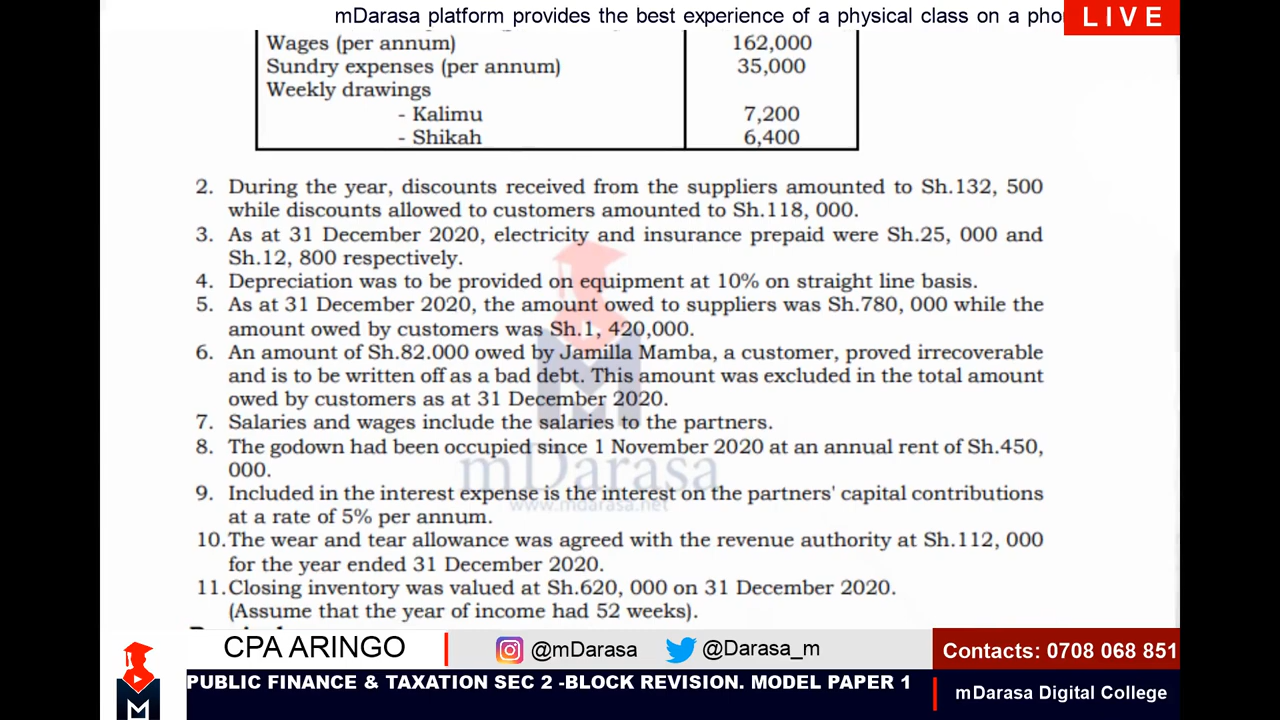 mDarasa platform provides the best experience of a physical class on a pho
LIVE
Wages (per annum) 162,000
Sundry expenses (per annum) 35,000
Weekly drawings
- Kalimu 7,200
- Shikah 6,400
2. During the year, discounts received from the suppliers amounted to Sh.132, 500
while discounts allowed to customers amounted to Sh.118, 000.
3. As at 31 December 2020, electricity and insurance prepaid were Sh.25, 000 and
Sh.12, 800 respectively.
4. Depreciation was to be provided on equipment at 10% on straight line basis.
5. As at 31 December 2020, the amount owed to suppliers was Sh.780, 000 while the
amount owed by customers was Sh.1, 420,000.
6. An amount of Sh.82.000 owed by Jamilla Mamba, a customer, proved irrecoverable
and is to be written off as a bad debt. This amount was excluded in the total amount
owed by customers as at 31 December 2020.
7. Salaries and wages include the salaries to the partners.
8. The godown had been occupied since 1 November 2020 at an annual rent of Sh.450,
000.
mDarasa
9. Included in the interest expense is the interest on the partners' capital contributions
www.mdarasa.net
at a rate of 5% per annum.
10.The wear and tear allowance was agreed with the revenue authority at Sh.112, 000
for the year ended 31 December 2020.
11.Closing inventory was valued at Sh.620, 000 on 31 December 2020.
(Assume that the year of income had 52 weeks).
CPA ARINGO
@mDarasa
@Darasa_m
Contacts: 0708 068 851
PUBLIC FINANCE & TAXATION SEC 2 -BLOCK REVISION. MODEL PAPER 1
mDarasa Digital College